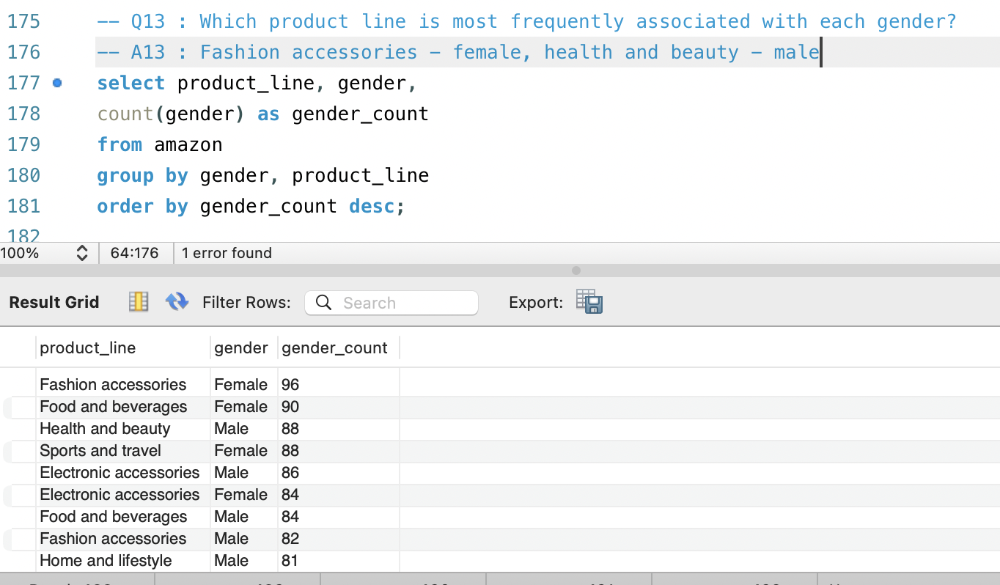 175 -- Q13 : Which product line is most frequently associated with each gender?
176 -- A13 : Fashion accessories – female, health and beauty – male
177 select product_line, gender,
178 count(gender) as gender_count
179 from amazon
180 group by gender, product_line
181 order by gender_count desc;
182
100% 64:176 1 error found
Result Grid Filter Rows: Search Export:
product_line gender gender_count
Fashion accessories Female 96
Food and beverages Female 90
Health and beauty Male 88
Sports and travel Female 88
Electronic accessories Male 86
Electronic accessories Female 84
Food and beverages Male 84
Fashion accessories Male 82
Home and lifestyle Male 81